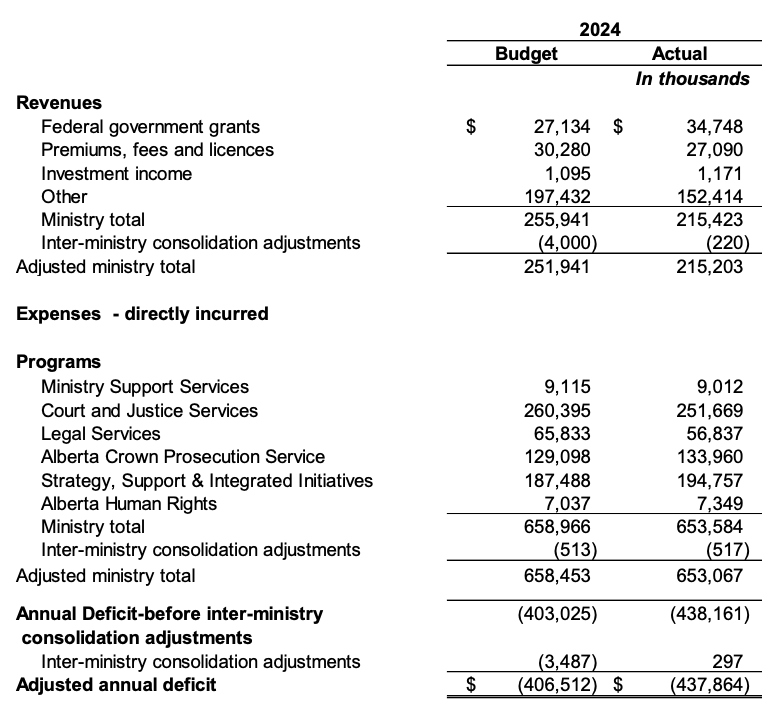 2024
Budget Actual
In thousands
Revenues
Federal government grants $ 27,134 $ 34,748
Premiums, fees and licences 30,280 27,090
Investment income 1,095 1,171
Other 197,432 152,414
Ministry total 255,941 215,423
Inter-ministry consolidation adjustments (4,000) (220)
Adjusted ministry total 251,941 215,203
Expenses - directly incurred
Programs
Ministry Support Services 9,115 9,012
Court and Justice Services 260,395 251,669
Legal Services 65,833 56,837
Alberta Crown Prosecution Service 129,098 133,960
Strategy, Support & Integrated Initiatives 187,488 194,757
Alberta Human Rights 7,037 7,349
Ministry total 658,966 653,584
Inter-ministry consolidation adjustments (513) (517)
Adjusted ministry total 658,453 653,067
Annual Deficit-before inter-ministry (403,025) (438,161)
consolidation adjustments
Inter-ministry consolidation adjustments (3,487) 297
Adjusted annual deficit $ (406,512) $ (437,864)